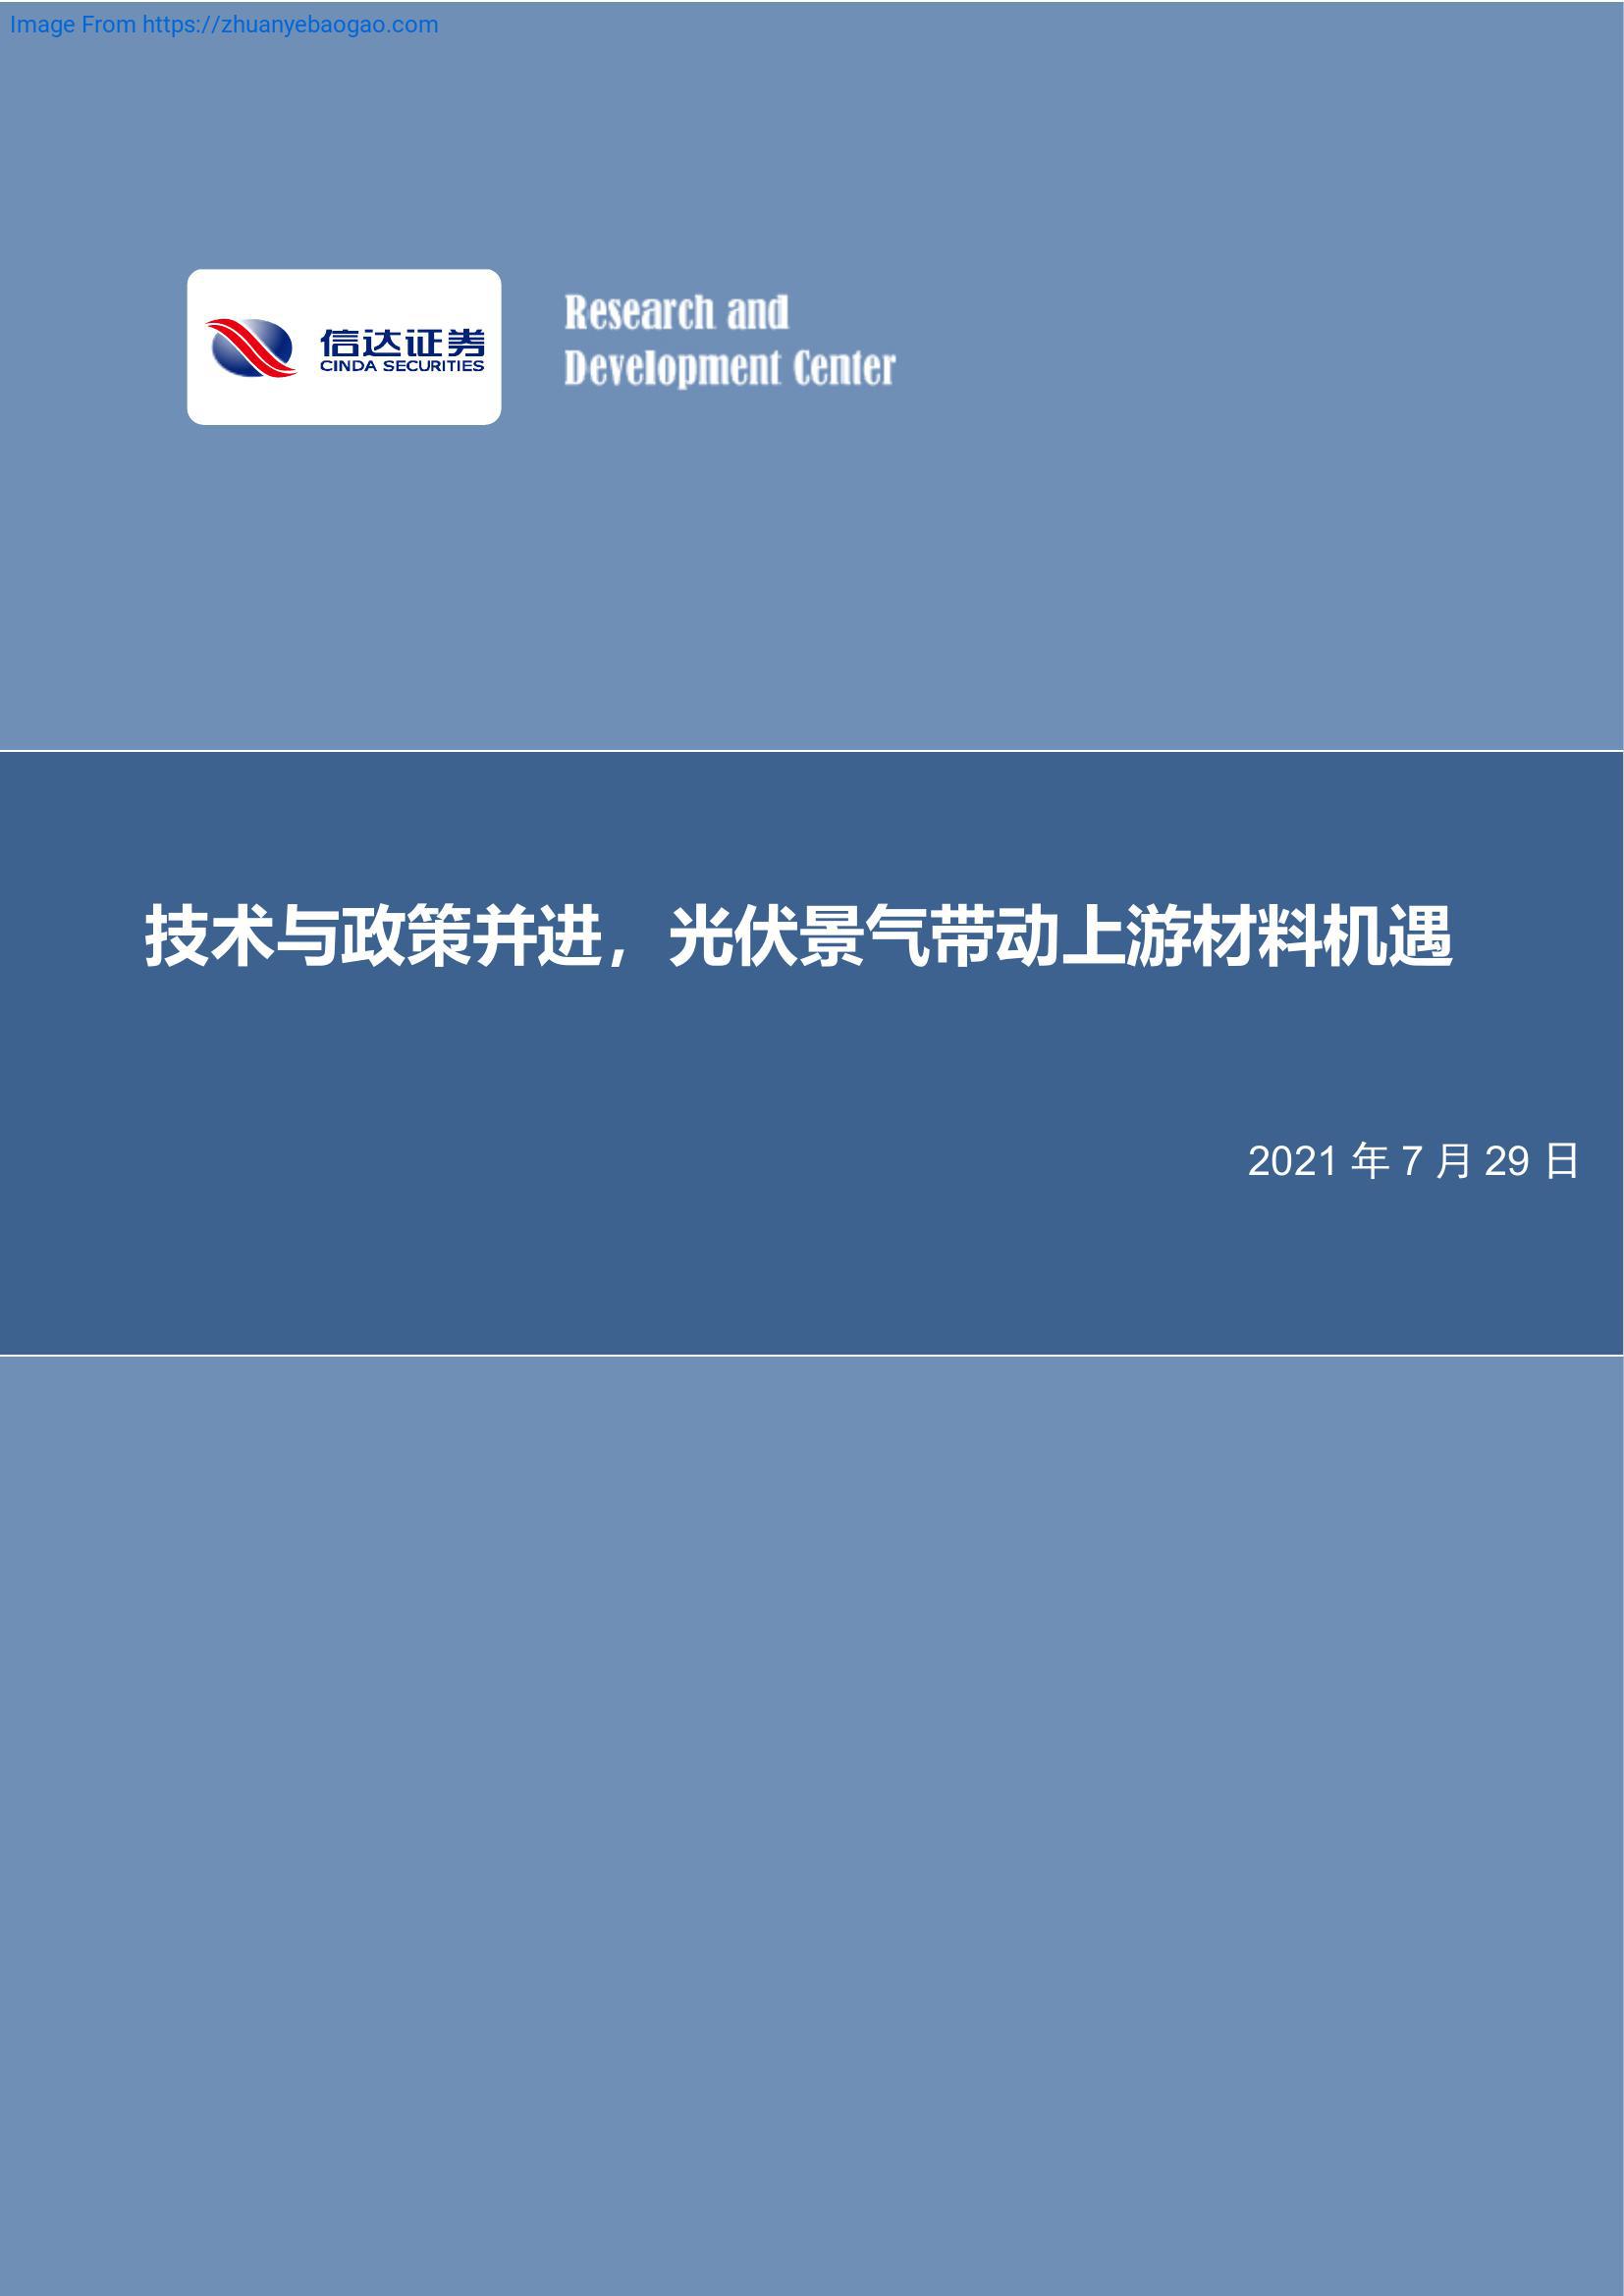 Image From https://zhuanyebaogao.com
信达证券
CINDA SECURITIES
Research and
Development Center
技术与政策并进，光伏景气带动上游材料机遇
2021 年 7 月 29 日